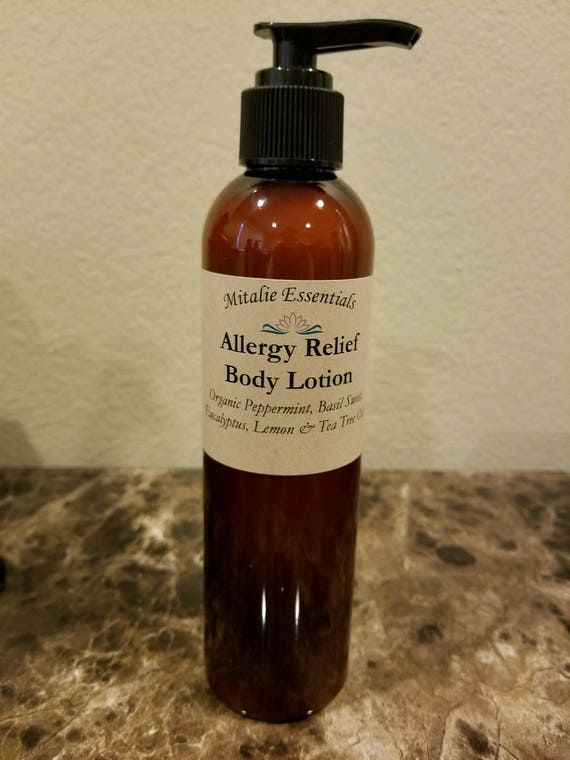 Mitalie Essentials
Allergy Relief
Body Lotion
Organic Peppermint, Basil Sweet,
Eucalyptus, Lemon & Tea Tree